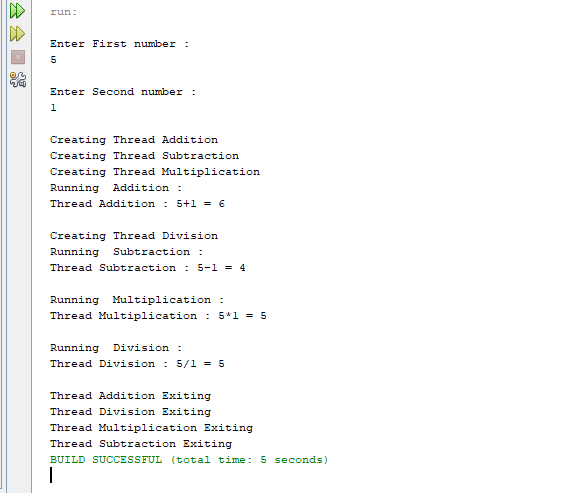 run:
Enter First number :
5
Enter Second number :
1
Creating Thread Addition
Creating Thread Subtraction
Creating Thread Multiplication
Running  Addition :
Thread Addition : 5+1 = 6
Creating Thread Division
Running  Subtraction :
Thread Subtraction : 5-1 = 4
Running  Multiplication :
Thread Multiplication : 5*1 = 5
Running  Division :
Thread Division : 5/1 = 5
Thread Addition Exiting
Thread Division Exiting
Thread Multiplication Exiting
Thread Subtraction Exiting
BUILD SUCCESSFUL (total time: 5 seconds)